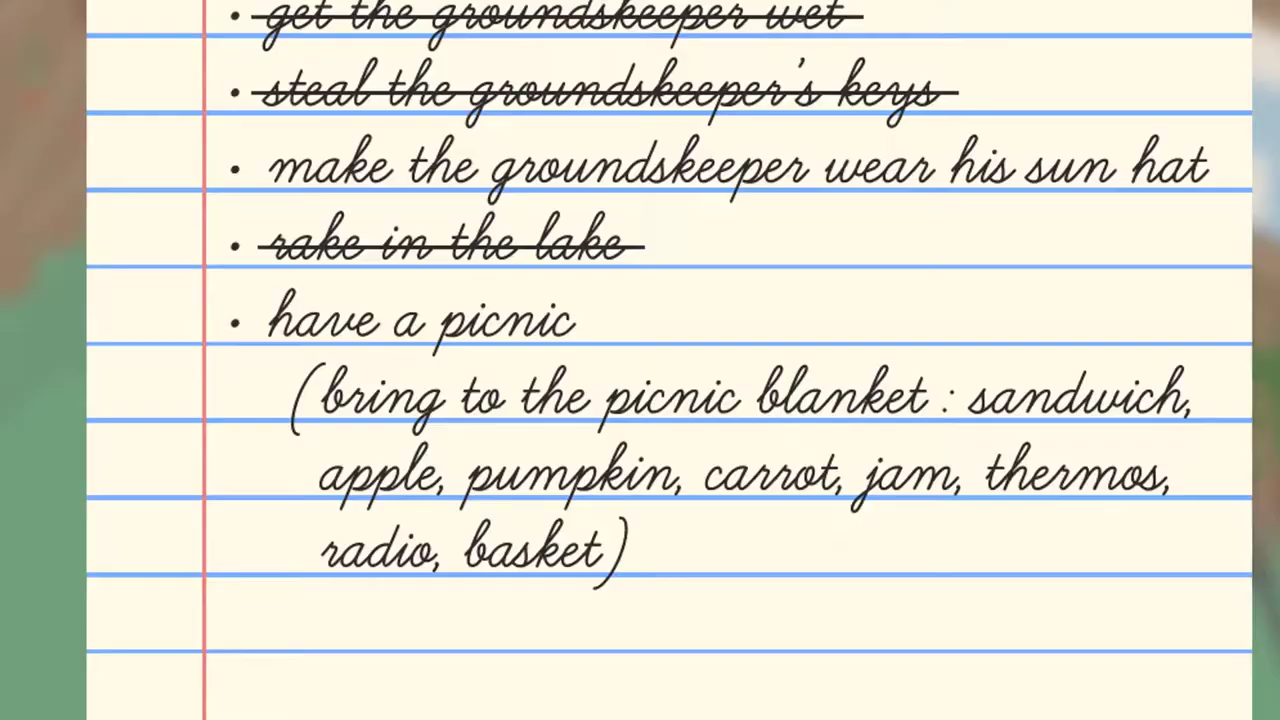 • get the groundskeeper wet
• steal the groundskeeper's keys
• make the groundskeeper wear his sun hat
• rake in the lake
• have a picnic
(bring to the picnic blanket : sandwich,
apple, pumpkin, carrot, jam, thermos,
radio, basket)